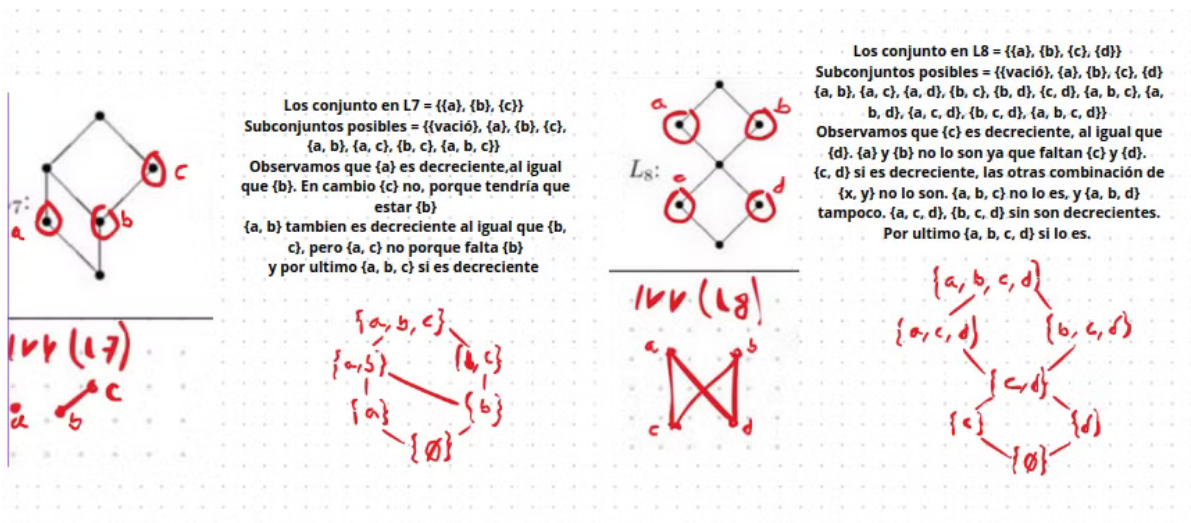 Los conjunto en L7 = {{a}, {b}, {c}}
Subconjuntos posibles = {{vació}, {a}, {b}, {c},
{a, b}, {a, c}, {b, c}, {a, b, c}}
Observamos que {a} es decreciente,al igual
que {b}. En cambio {c} no, porque tendría que
estar {b}
{a, b} tambien es decreciente al igual que {b,
c}, pero {a, c} no porque falta {b}
y por ultimo {a, b, c} si es decreciente
7:
a
b
c
Irr (L7)
a
b
c
{a, b, c}
{a,b}
{b, c}
{a}
{b}
{∅}
Los conjunto en L8 = {{a}, {b}, {c}, {d}}
Subconjuntos posibles = {{vació}, {a}, {b}, {c}, {d}
{a, b}, {a, c}, {a, d}, {b, c}, {b, d}, {c, d}, {a, b, c}, {a,
b, d}, {a, c, d}, {b, c, d}, {a, b, c, d}}
Observamos que {c} es decreciente, al igual que
{d}. {a} y {b} no lo son ya que faltan {c} y {d}.
{c, d} si es decreciente, las otras combinación de
{x, y} no lo son. {a, b, c} no lo es, y {a, b, d}
tampoco. {a, c, d}, {b, c, d} sin son decrecientes.
Por ultimo {a, b, c, d} si lo es.
L8:
a
b
c
d
Irr (L8)
a
b
c
d
{a, b, c, d}
{a, c, d}
{b, c, d}
{c, d}
{c}
{d}
{∅}